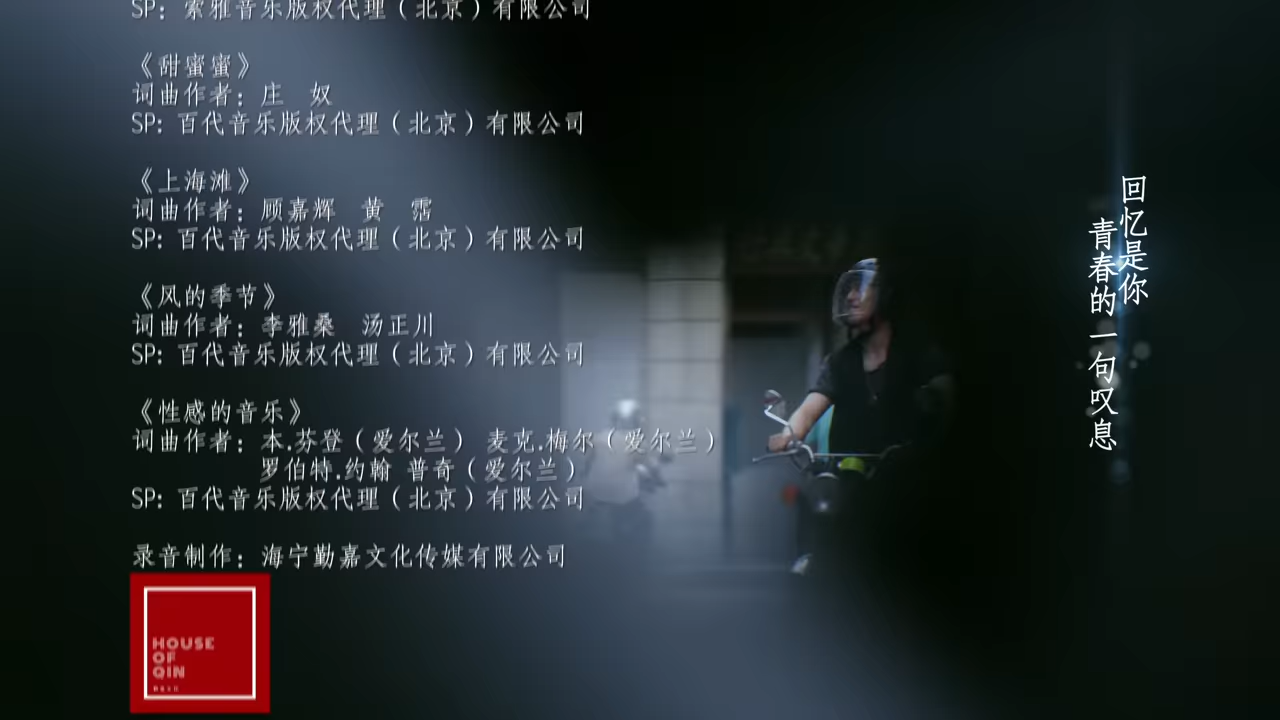 SP: 索雅音乐版权代理（北京）有限公司
《甜蜜蜜》
词曲作者: 庄　奴
SP: 百代音乐版权代理（北京）有限公司
《上海滩》
词曲作者: 顾嘉辉　黄　霑
SP: 百代音乐版权代理（北京）有限公司
《风的季节》
词曲作者: 李雅桑　汤正川
SP: 百代音乐版权代理（北京）有限公司
《性感的音乐》
词曲作者: 本.芬登（爱尔兰） 麦克.梅尔（爱尔兰）
罗伯特.约翰 普奇（爱尔兰）
SP: 百代音乐版权代理（北京）有限公司
录音制作: 海宁勤嘉文化传媒有限公司
HOUSE
OF
QIN
回忆是你
青春的一句叹息